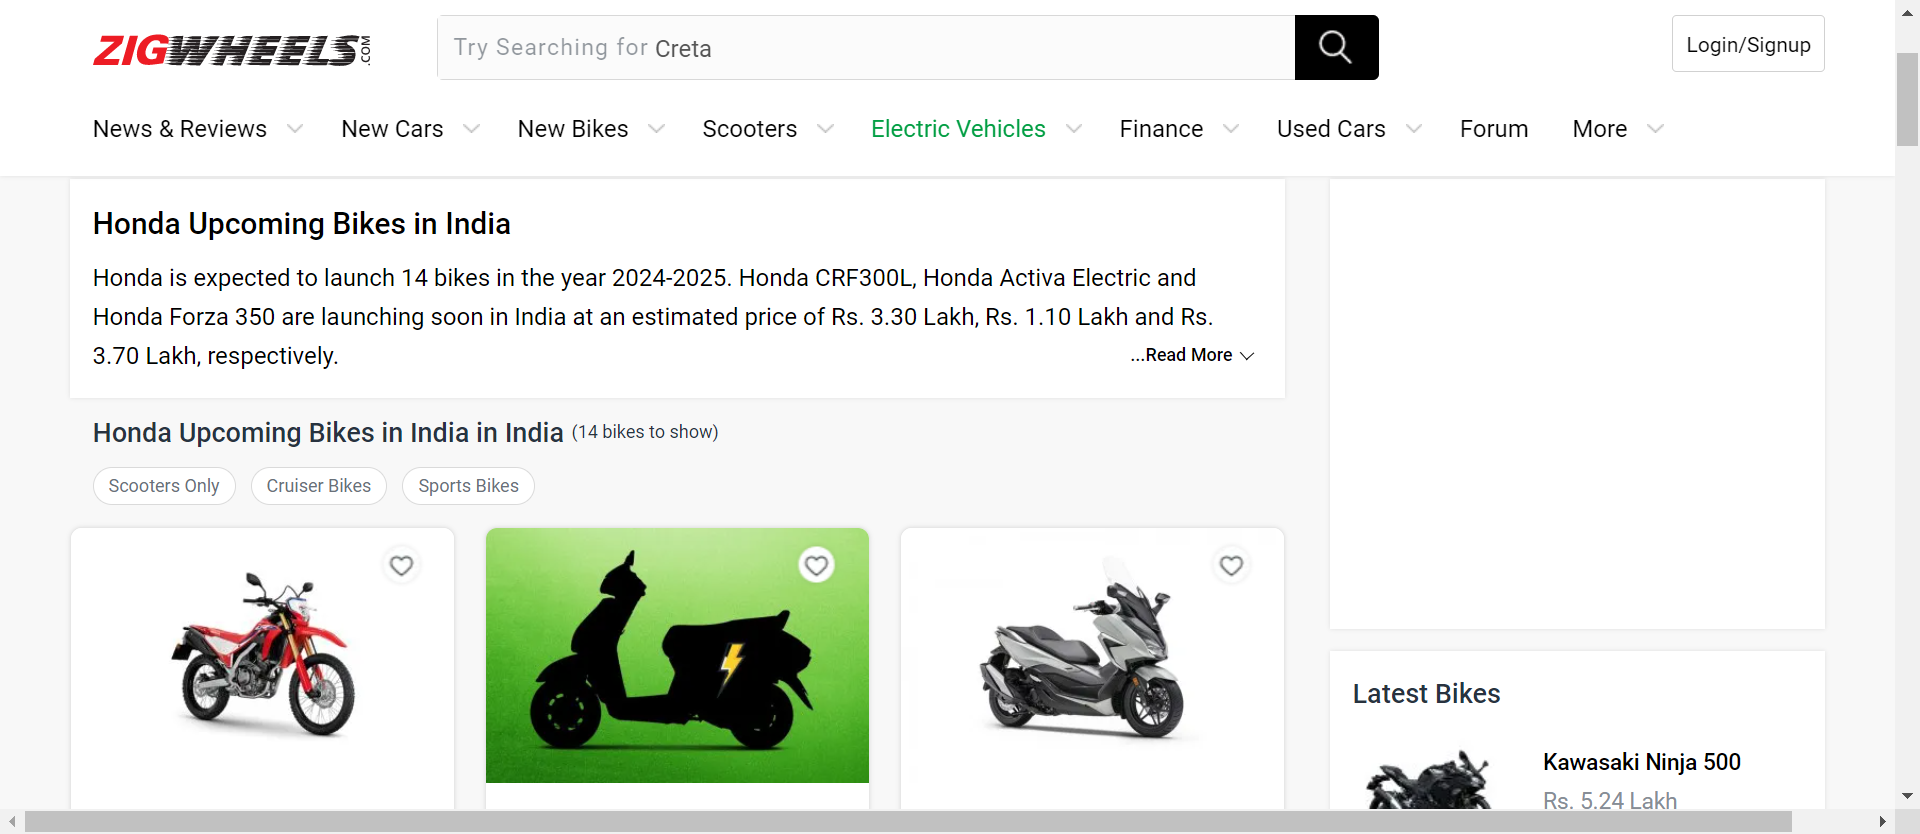 ZIGWHEELS.COM
Try Searching for Creta
Login/Signup
News & Reviews New Cars New Bikes Scooters Electric Vehicles Finance Used Cars Forum More
Honda Upcoming Bikes in India
Honda is expected to launch 14 bikes in the year 2024-2025. Honda CRF300L, Honda Activa Electric and
Honda Forza 350 are launching soon in India at an estimated price of Rs. 3.30 Lakh, Rs. 1.10 Lakh and Rs.
3.70 Lakh, respectively.
...Read More
Honda Upcoming Bikes in India in India (14 bikes to show)
Scooters Only Cruiser Bikes Sports Bikes
Latest Bikes
Kawasaki Ninja 500
Rs. 5.24 Lakh